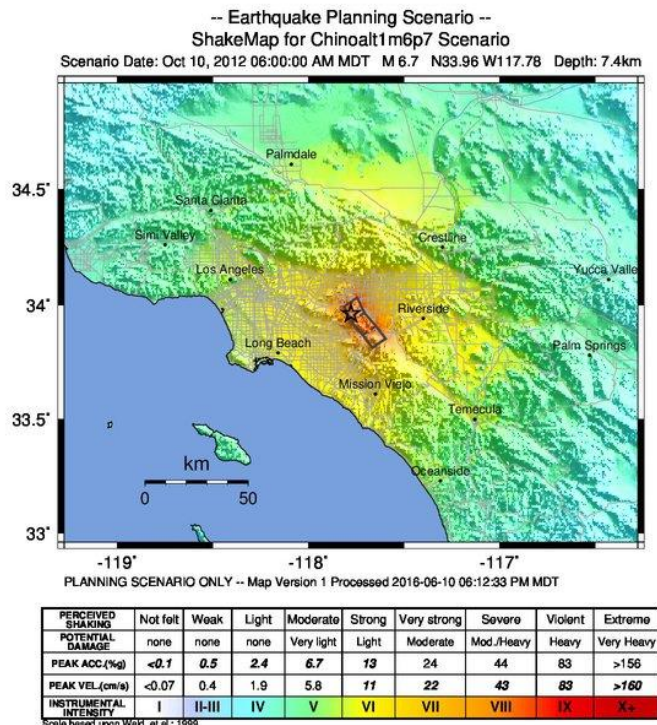 -- Earthquake Planning Scenario --
ShakeMap for Chinoalt1m6p7 Scenario
Scenario Date: Oct 10, 2012 06:00:00 AM MDT M 6.7 N33.96 W117.78 Depth: 7.4km
Palmdale
34.5°
Santa Clarita
Simi Valley
Crestline
Los Angeles
Yucca Valle
34°
Riverside
Long Beach
Palm Springs
Mission Viejo
33.5°
Temecula
km
Oceanside
0 50
33°
-119° -118° -117°
PLANNING SCENARIO ONLY -- Map Version 1 Processed 2016-06-10 06:12:33 PM MDT
PERCEIVED SHAKING Not felt Weak Light Moderate Strong Very strong Severe Violent Extreme
POTENTIAL DAMAGE none none none Very light Light Moderate Mod./Heavy Heavy Very Heavy
PEAK ACC.(%g) <0.1 0.5 2.4 6.7 13 24 44 83 >156
PEAK VEL.(cm/s) <0.07 0.4 1.9 5.8 11 22 43 83 >160
INSTRUMENTAL INTENSITY I II-III IV V VI VII VIII IX X+
Scale based upon Wald, et al.; 1999